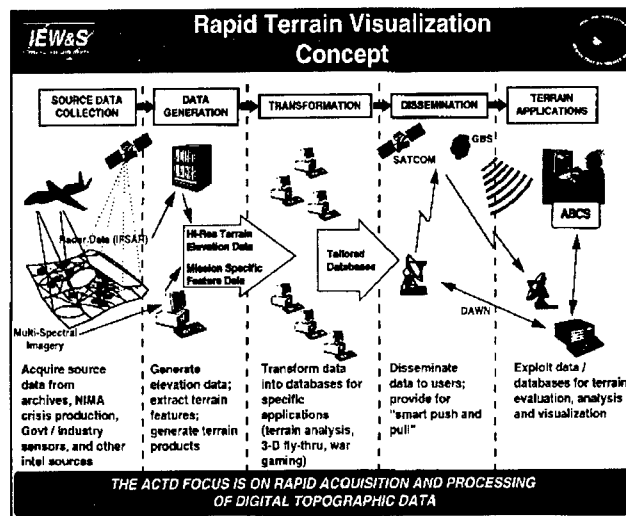 IEW&S
Rapid Terrain Visualization
Concept
SOURCE DATA
COLLECTION
DATA
GENERATION
TRANSFORMATION
DISSEMINATION
TERRAIN
APPLICATIONS
SATCOM
GBS
ABCS
Radar Data (IFSAR)
Hi-Res Terrain
Elevation Data
Mission Specific
Feature Data
Tailored
Databases
DAWN
Multi-Spectral
Imagery
Acquire source
data from
archives, NIMA
crisis production,
Govt / industry
sensors, and other
intel sources
Generate
elevation data;
extract terrain
features;
generate terrain
products
Transform data
into databases for
specific
applications
(terrain analysis,
3-D fly-thru, war
gaming)
Disseminate
data to users;
provide for
"smart push and
pull"
Exploit data /
databases for terrain
evaluation, analysis
and visualization
THE ACTD FOCUS IS ON RAPID ACQUISITION AND PROCESSING
OF DIGITAL TOPOGRAPHIC DATA